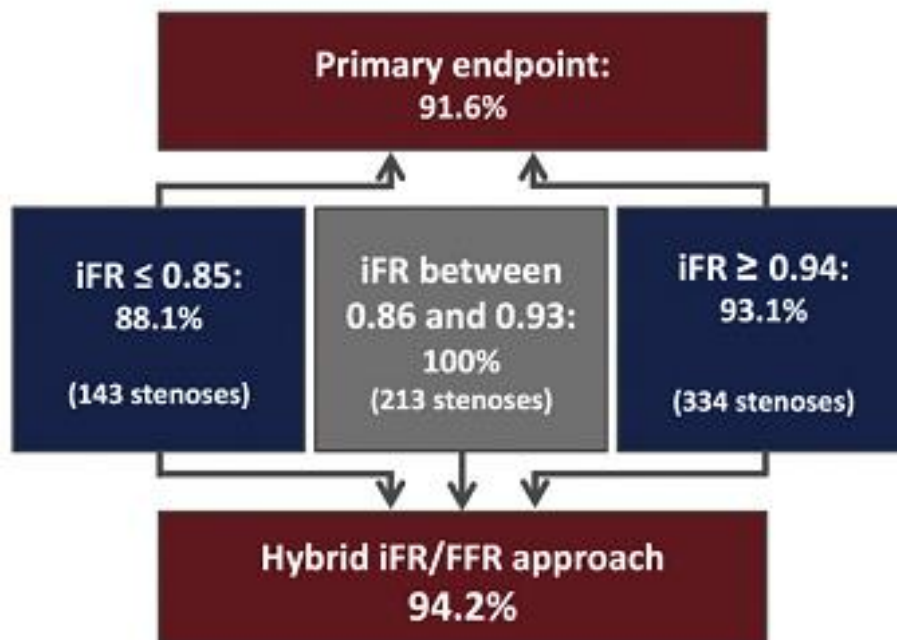 Primary endpoint:
91.6%
iFR ≤ 0.85:
88.1%
(143 stenoses)
iFR between
0.86 and 0.93:
100%
(213 stenoses)
iFR ≥ 0.94:
93.1%
(334 stenoses)
Hybrid iFR/FFR approach
94.2%